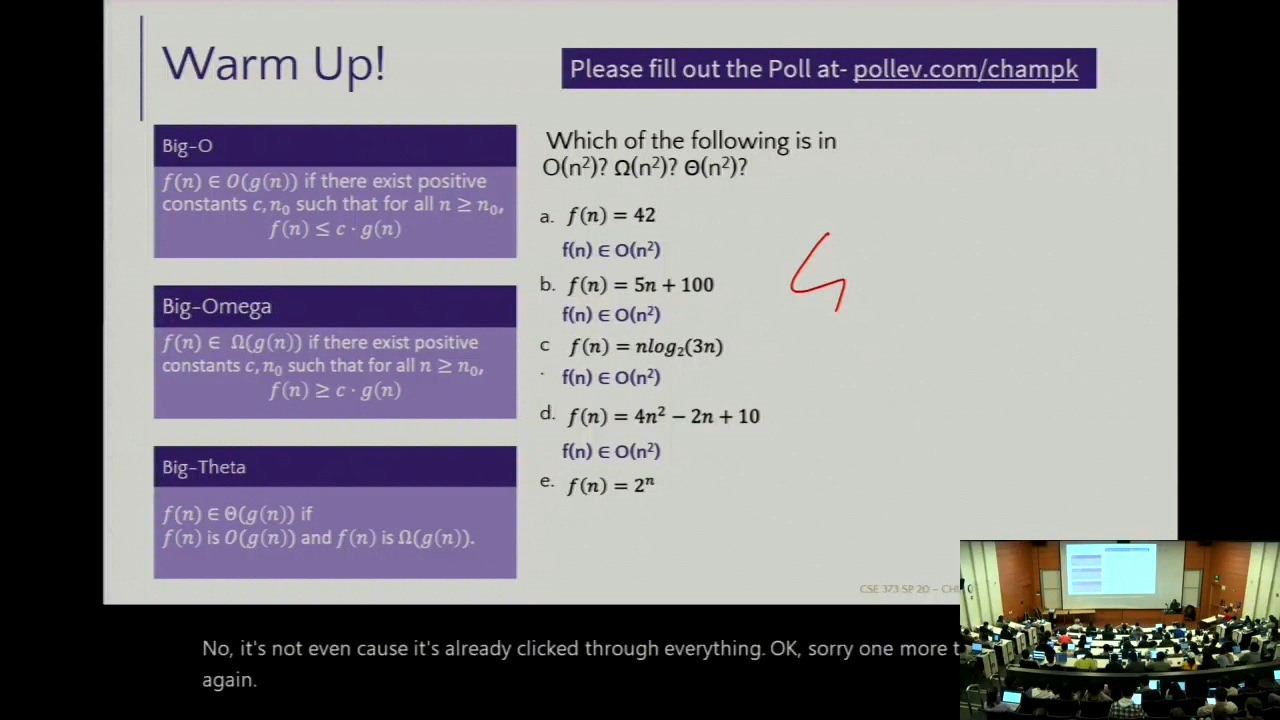 Warm Up!
Please fill out the Poll at- pollev.com/champk
Big-O
f(n) ∈ O(g(n)) if there exist positive
constants c, n₀ such that for all n ≥ n₀,
f(n) ≤ c · g(n)
Big-Omega
f(n) ∈ Ω(g(n)) if there exist positive
constants c, n₀ such that for all n ≥ n₀,
f(n) ≥ c · g(n)
Big-Theta
f(n) ∈ Θ(g(n)) if
f(n) is O(g(n)) and f(n) is Ω(g(n)).
Which of the following is in
O(n²)? Ω(n²)? Θ(n²)?
a. f(n) = 42
f(n) ∈ O(n²)
b. f(n) = 5n + 100
f(n) ∈ O(n²)
c. f(n) = nlog₂(3n)
f(n) ∈ O(n²)
d. f(n) = 4n² − 2n + 10
f(n) ∈ O(n²)
e. f(n) = 2ⁿ
CSE 373 SP 20 –
No, it's not even cause it's already clicked through everything. OK, sorry one more
again.